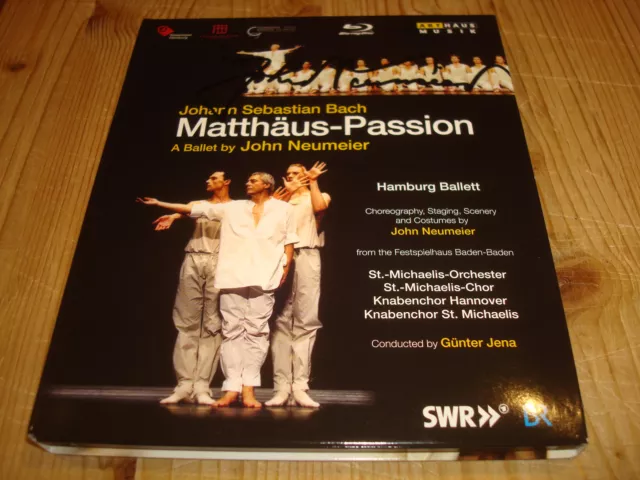 ARTHAUS
MUSIK
Johann Sebastian Bach
Matthäus-Passion
A Ballet by John Neumeier
Hamburg Ballett
Choreography, Staging, Scenery
and Costumes by
John Neumeier
from the Festspielhaus Baden-Baden
St.-Michaelis-Orchester
St.-Michaelis-Chor
Knabenchor Hannover
Knabenchor St. Michaelis
Conducted by Günter Jena
SWR
BR